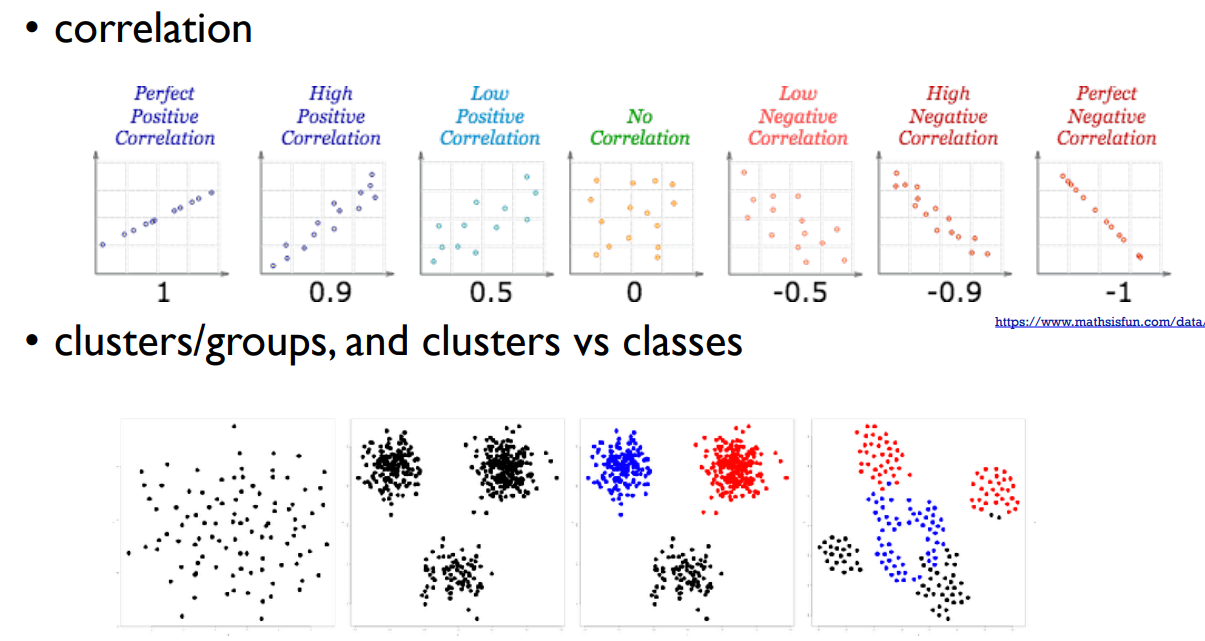 • correlation
Perfect
Positive
Correlation
High
Positive
Correlation
Low
Positive
Correlation
No
Correlation
Low
Negative
Correlation
High
Negative
Correlation
Perfect
Negative
Correlation
1
0.9
0.5
0
-0.5
-0.9
-1
https://www.mathsisfun.com/data/
• clusters/groups, and clusters vs classes